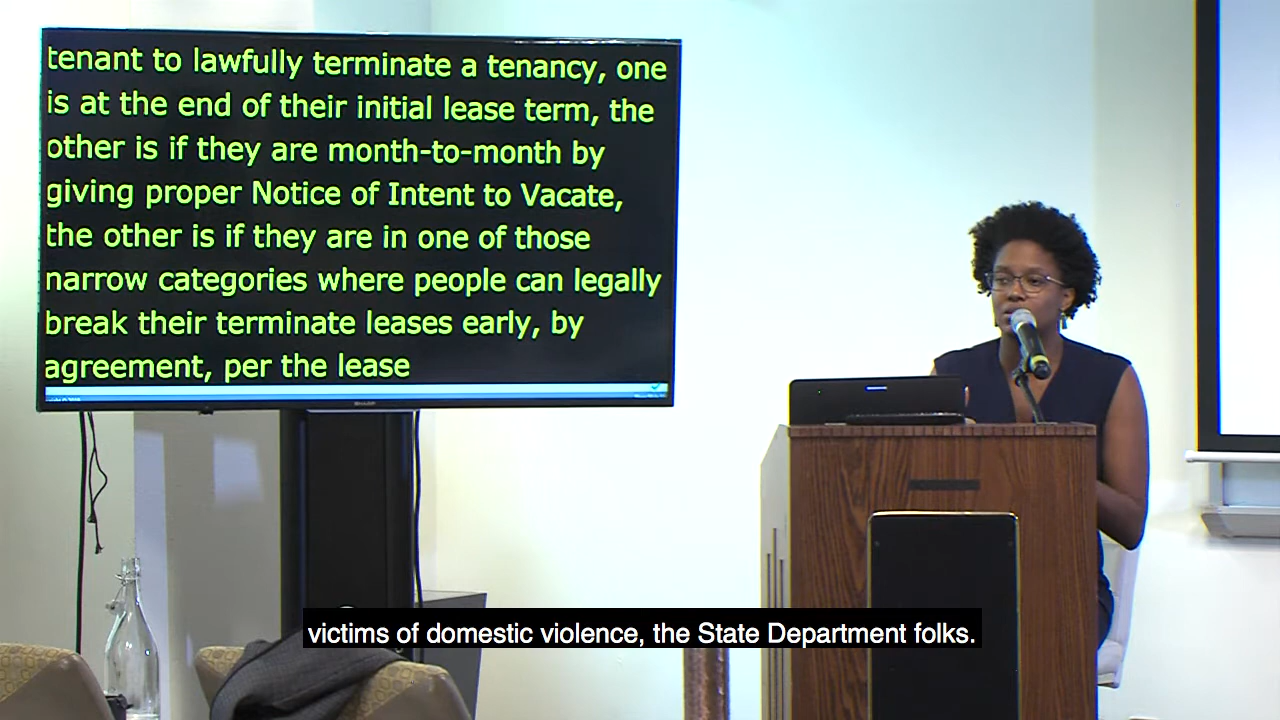 tenant to lawfully terminate a tenancy, one
is at the end of their initial lease term, the
other is if they are month-to-month by
giving proper Notice of Intent to Vacate,
the other is if they are in one of those
narrow categories where people can legally
break their terminate leases early, by
agreement, per the lease
SHARP
victims of domestic violence, the State Department folks.